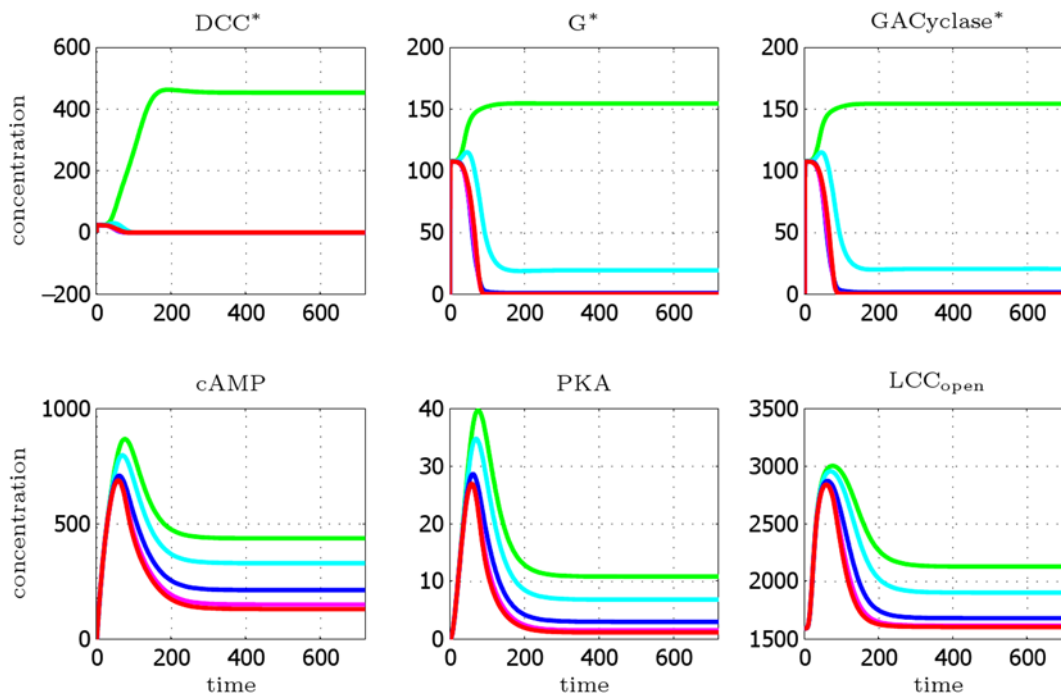 DCC* G* GACyclase*
600 200 200
400 150 150
200 100 100
0 50 50
−200 0 0
concentration
0 200 400 600 0 200 400 600 0 200 400 600
cAMP PKA LCC_open
1000 40 3500
30 3000
500 20 2500
10 2000
0 0 1500
concentration
0 200 400 600 0 200 400 600 0 200 400 600
time time time